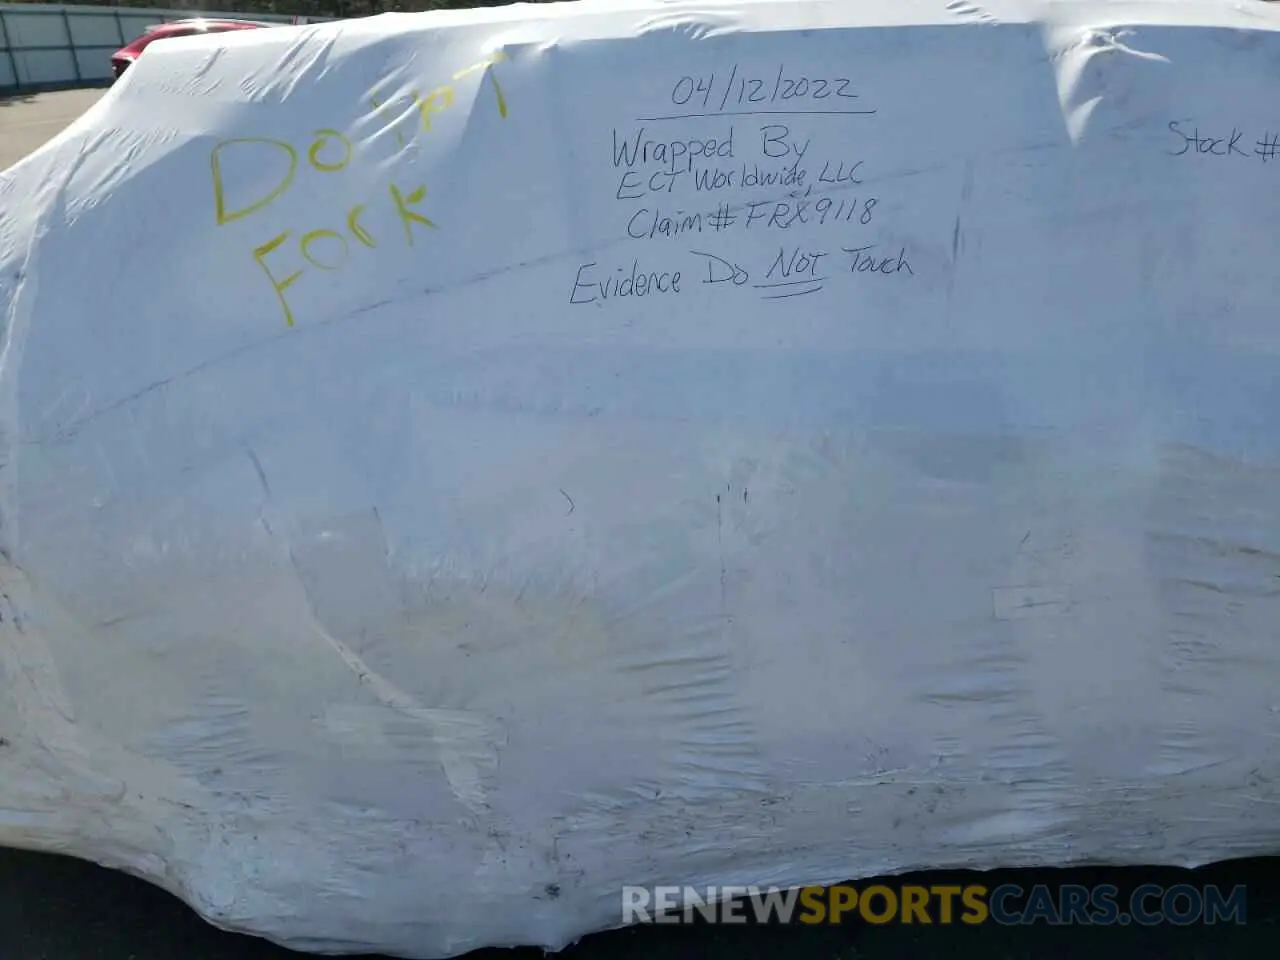 Do not
Fork
04/12/2022
Wrapped By
ECT Worldwide, LLC
Claim # FRX9118
Evidence Do NOT Touch
Stock #
RENEWSPORTSCARS.COM